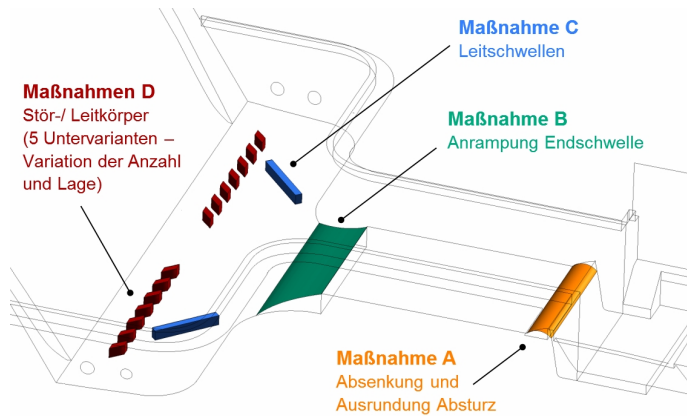 Maßnahme C
Leitschwellen
Maßnahmen D
Stör-/ Leitkörper
(5 Untervarianten –
Variation der Anzahl
und Lage)
Maßnahme B
Anrampung Endschwelle
Maßnahme A
Absenkung und
Ausrundung Absturz